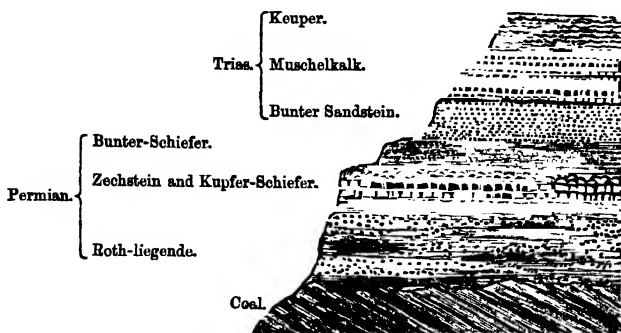 Keuper.
Trias. Muschelkalk.
Bunter Sandstein.
Bunter-Schiefer.
Permian. Zechstein and Kupfer-Schiefer.
Roth-liegende.
Coal.